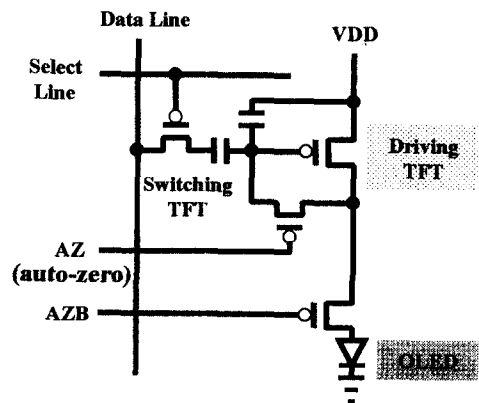 Data Line
VDD
Select
Line
Driving
TFT
Switching
TFT
AZ
(auto-zero)
AZB
OLED